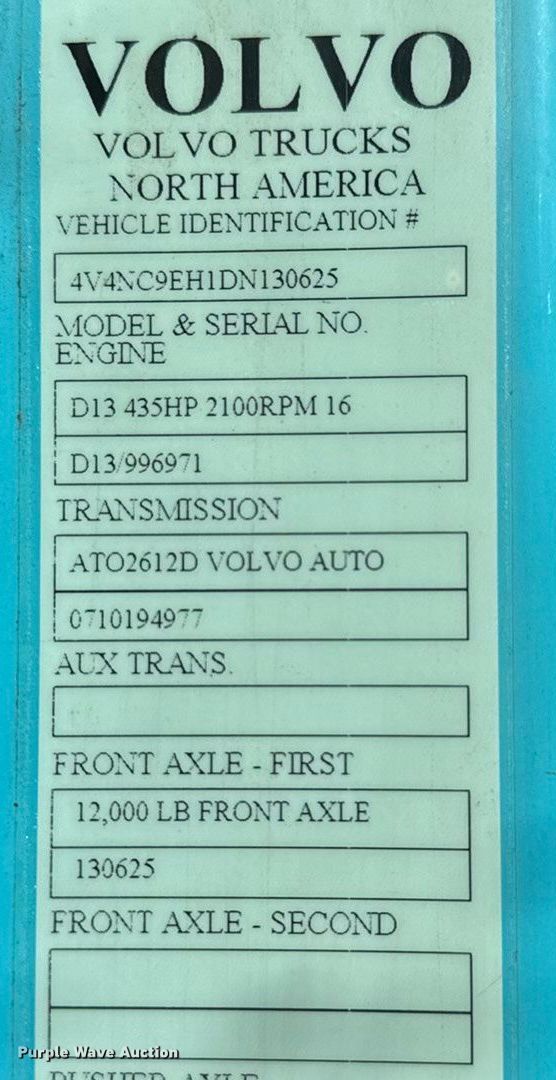 VOLVO
VOLVO TRUCKS
NORTH AMERICA
VEHICLE IDENTIFICATION #
4V4NC9EH1DN130625
MODEL & SERIAL NO.
ENGINE
D13 435HP 2100RPM 16
D13/996971
TRANSMISSION
ATO2612D VOLVO AUTO
0710194977
AUX TRANS.
FRONT AXLE - FIRST
12,000 LB FRONT AXLE
130625
FRONT AXLE - SECOND
Purple Wave Auction
PUSHER AXLE